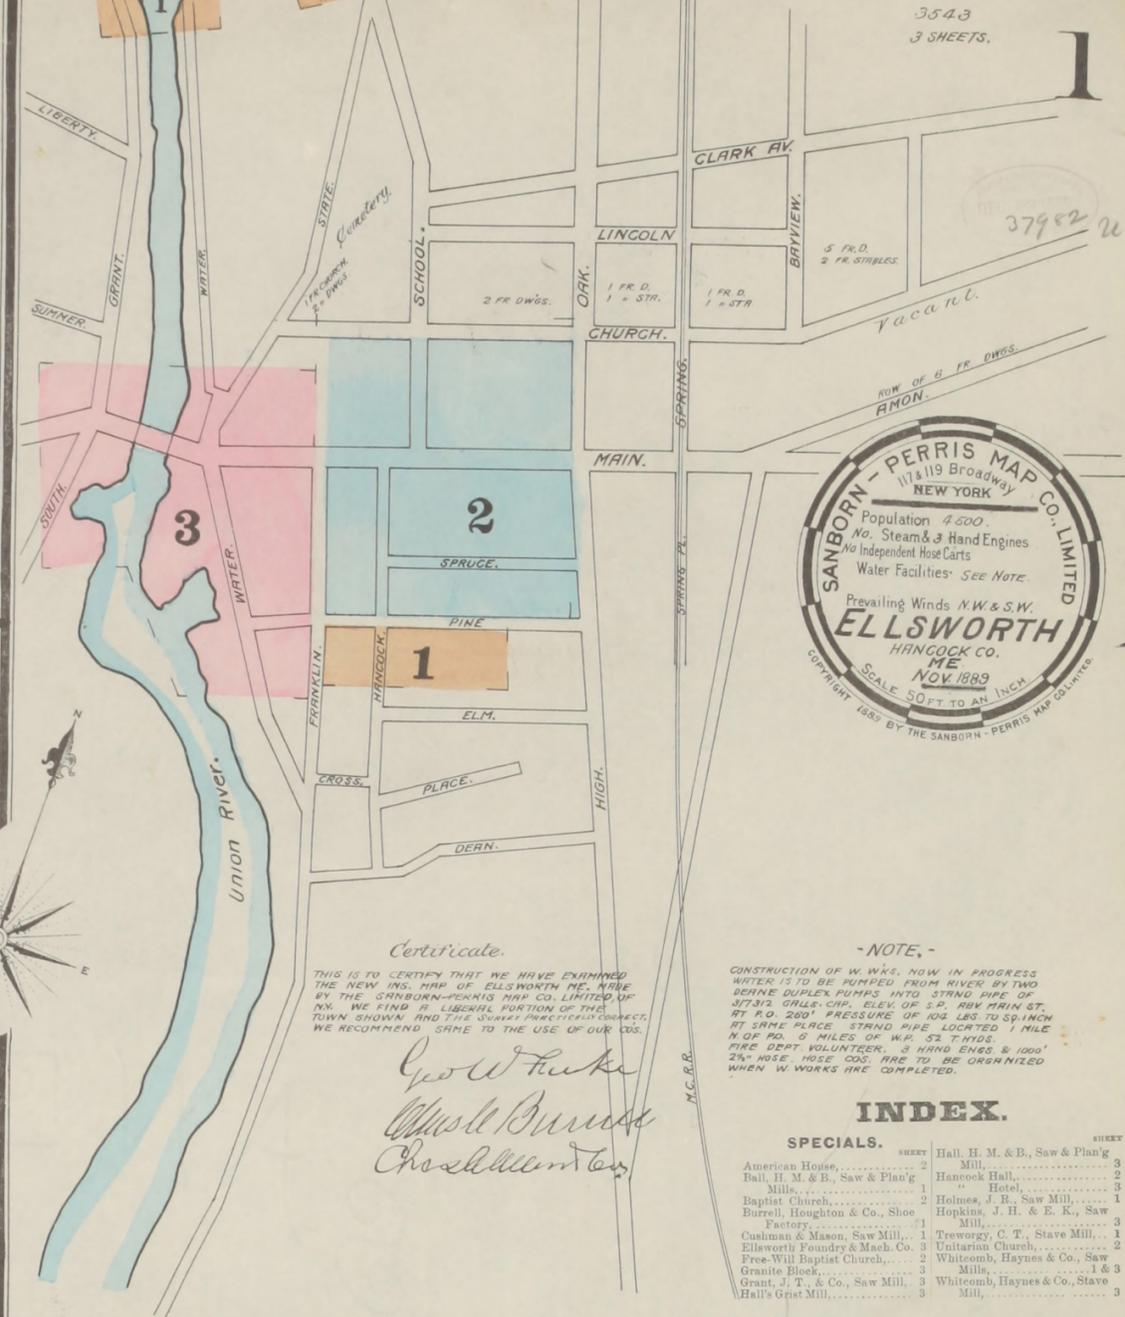 1
3543
3 SHEETS.
1
LIBERTY.
CLARK AV.
STATE.
Cemetery.
SCHOOL.
BAYVIEW.
37982
LINCOLN
WATER.
GRANT.
OAK.
5 FR. D.
2 FR. STABLES.
1 FR. CHURCH.
2 " DWGS.
2 FR DWGS.
1 FR. D.
1 " STA.
1 FR. D.
1 " STA
SUMMER.
Vacant.
CHURCH.
SPRING.
ROW OF 6 FR DWGS.
AMON.
MAIN.
SOUTH.
3
2
WATER.
SPRUCE.
SPRING PL.
PINE
FRANKLIN.
HANCOCK.
1
ELM.
N
CROSS.
PLACE.
HIGH.
DEAN.
Union River.
E
M.C.R.R.
SANBORN-PERRIS MAP CO., LIMITED
117 & 119 Broadway
NEW YORK
Population 4500.
No. Steam & 3 Hand Engines
No Independent Hose Carts
Water Facilities- SEE NOTE.
Prevailing Winds N.W. & S.W.
ELLSWORTH
HANCOCK CO.
ME
NOV. 1889
SCALE 50 FT TO AN INCH
COPYRIGHT 1889 BY THE SANBORN-PERRIS MAP CO. LIMITED.
Certificate.
THIS IS TO CERTIFY THAT WE HAVE EXAMINED
THE NEW INS. MAP OF ELLSWORTH ME. MADE
BY THE SANBORN-PERRIS MAP CO. LIMITED, OF
N.Y. WE FIND A LIBERAL PORTION OF THE
TOWN SHOWN AND THE SURVEY PRACTICALLY CORRECT.
WE RECOMMEND SAME TO THE USE OF OUR COS.
-NOTE.-
CONSTRUCTION OF W. WKS. NOW IN PROGRESS
WATER IS TO BE PUMPED FROM RIVER BY TWO
DEANE DUPLEX PUMPS INTO STAND PIPE OF
317312 GALLS. CAP. ELEV. OF S.P. ABV MAIN ST.
AT P.O. 260' PRESSURE OF 104 LBS. TO SQ. INCH
AT SAME PLACE STAND PIPE LOCATED 1 MILE
N. OF P.O. 6 MILES OF W.P. 52 T. HYDS.
FIRE DEPT. VOLUNTEER. 3 HAND ENGS. & 1000'
2½" HOSE. HOSE COS. ARE TO BE ORGANIZED
WHEN W. WORKS ARE COMPLETED.
INDEX.
SPECIALS.
SHEET
American House, 2
Ball, H. M. & B., Saw & Plan'g
Mills, 1
Baptist Church, 2
Burrell, Houghton & Co., Shoe
Factory, 1
Cushman & Mason, Saw Mill, 1
Ellsworth Foundry & Mach. Co. 3
Free-Will Baptist Church, 2
Granite Block, 3
Grant, J. T., & Co., Saw Mill, 3
Hall's Grist Mill, 3
SHEET
Hall, H. M. & B., Saw & Plan'g
Mill, 3
Hancock Hall, 2
" Hotel, 3
Holmes, J. R., Saw Mill, 1
Hopkins, J. H. & E. K., Saw
Mill, 3
Treworgy, C. T., Stave Mill, 1
Unitarian Church, 2
Whitcomb, Haynes & Co., Saw
Mills, 1 & 3
Whitcomb, Haynes & Co., Stave
Mill, 3